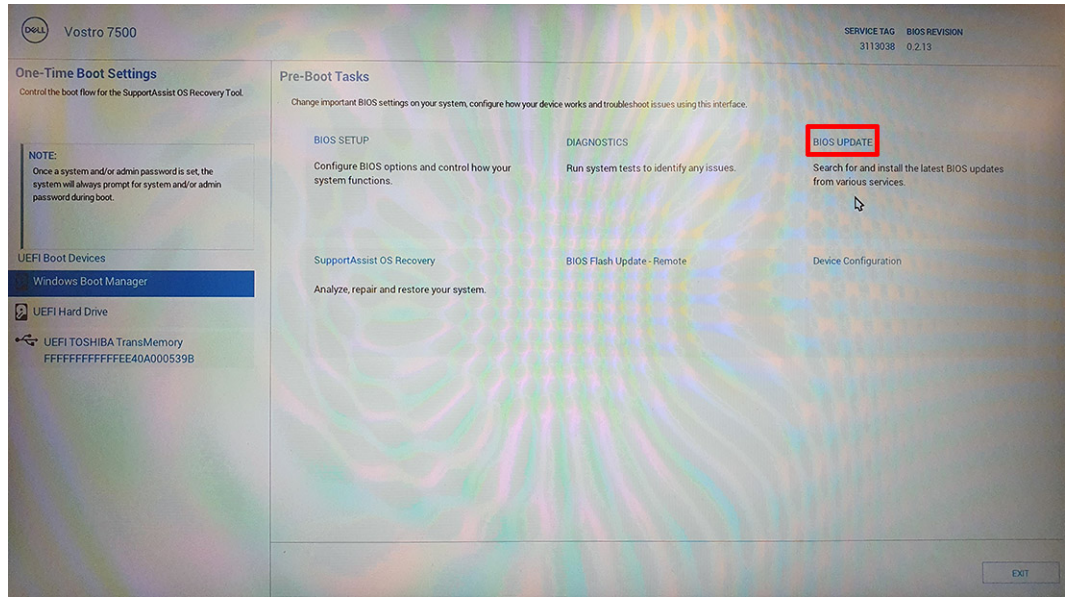 DELL
Vostro 7500
SERVICE TAG BIOS REVISION
3113038 0.2.13
One-Time Boot Settings
Control the boot flow for the SupportAssist OS Recovery Tool.
NOTE:
Once a system and/or admin password is set, the
system will always prompt for system and/or admin
password during boot.
UEFI Boot Devices
Windows Boot Manager
UEFI Hard Drive
UEFI TOSHIBA TransMemory
FFFFFFFFFFFFEE40A000539B
Pre-Boot Tasks
Change important BIOS settings on your system, configure how your device works and troubleshoot issues using this interface.
BIOS SETUP
Configure BIOS options and control how your
system functions.
DIAGNOSTICS
Run system tests to identify any issues.
BIOS UPDATE
Search for and install the latest BIOS updates
from various services.
SupportAssist OS Recovery
Analyze, repair and restore your system.
BIOS Flash Update - Remote
Device Configuration
EXIT